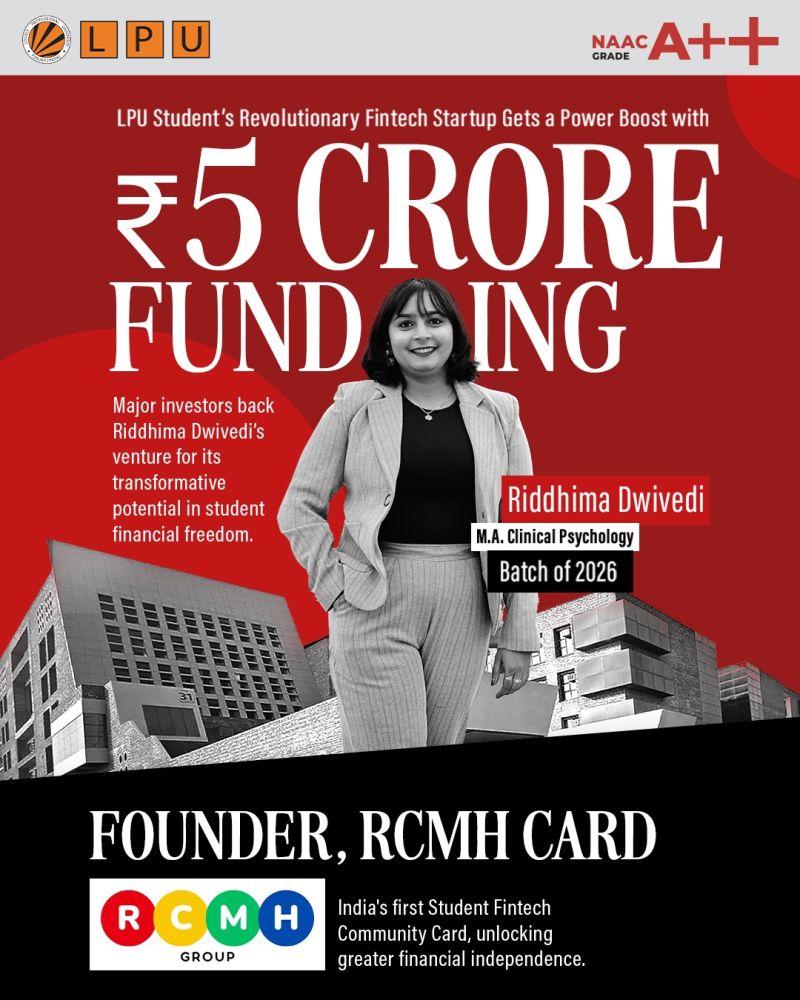 LPU
NAAC
GRADE
A++
LPU Student’s Revolutionary Fintech Startup Gets a Power Boost with
₹5 CRORE
FUNDING
Major investors back
Riddhima Dwivedi’s
venture for its
transformative
potential in student
financial freedom.
Riddhima Dwivedi
M.A. Clinical Psychology
Batch of 2026
31
FOUNDER, RCMH CARD
RCMH
GROUP
India's first Student Fintech
Community Card, unlocking
greater financial independence.